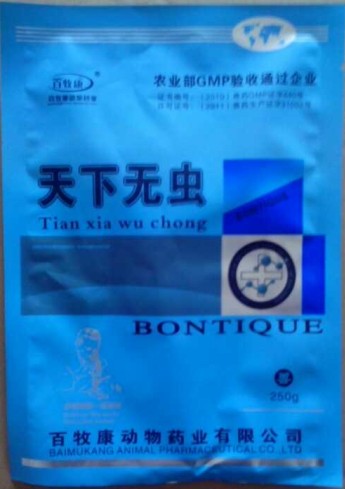 百牧康
农业部GMP验收通过企业
天下无虫
Tian xia wu chong
BONTIQUE
250g
百牧康动物药业有限公司
BAIMUKANG ANIMAL PHARMACEUTICAL CO.,LTD